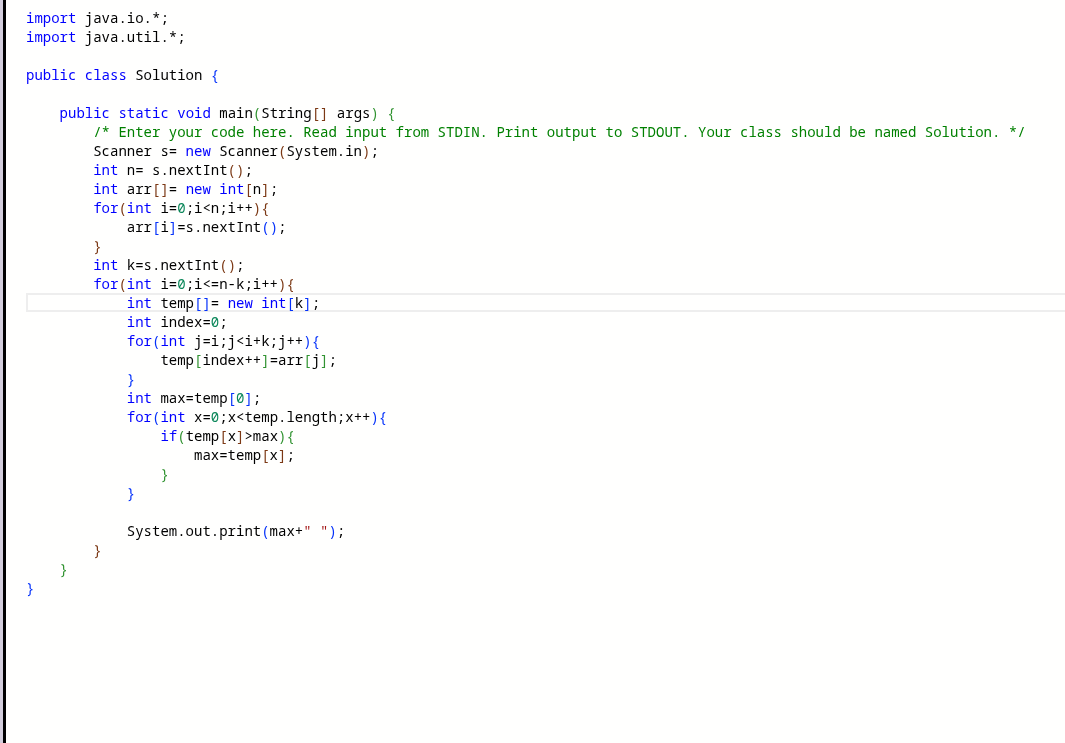 import java.io.*;
import java.util.*;

public class Solution {

    public static void main(String[] args) {
        /* Enter your code here. Read input from STDIN. Print output to STDOUT. Your class should be named Solution. */
        Scanner s= new Scanner(System.in);
        int n= s.nextInt();
        int arr[]= new int[n];
        for(int i=0;i<n;i++){
            arr[i]=s.nextInt();
        }
        int k=s.nextInt();
        for(int i=0;i<=n-k;i++){
            int temp[]= new int[k];
            int index=0;
            for(int j=i;j<i+k;j++){
                temp[index++]=arr[j];
            }
            int max=temp[0];
            for(int x=0;x<temp.length;x++){
                if(temp[x]>max){
                    max=temp[x];
                }
            }

            System.out.print(max+" ");
        }
    }
}